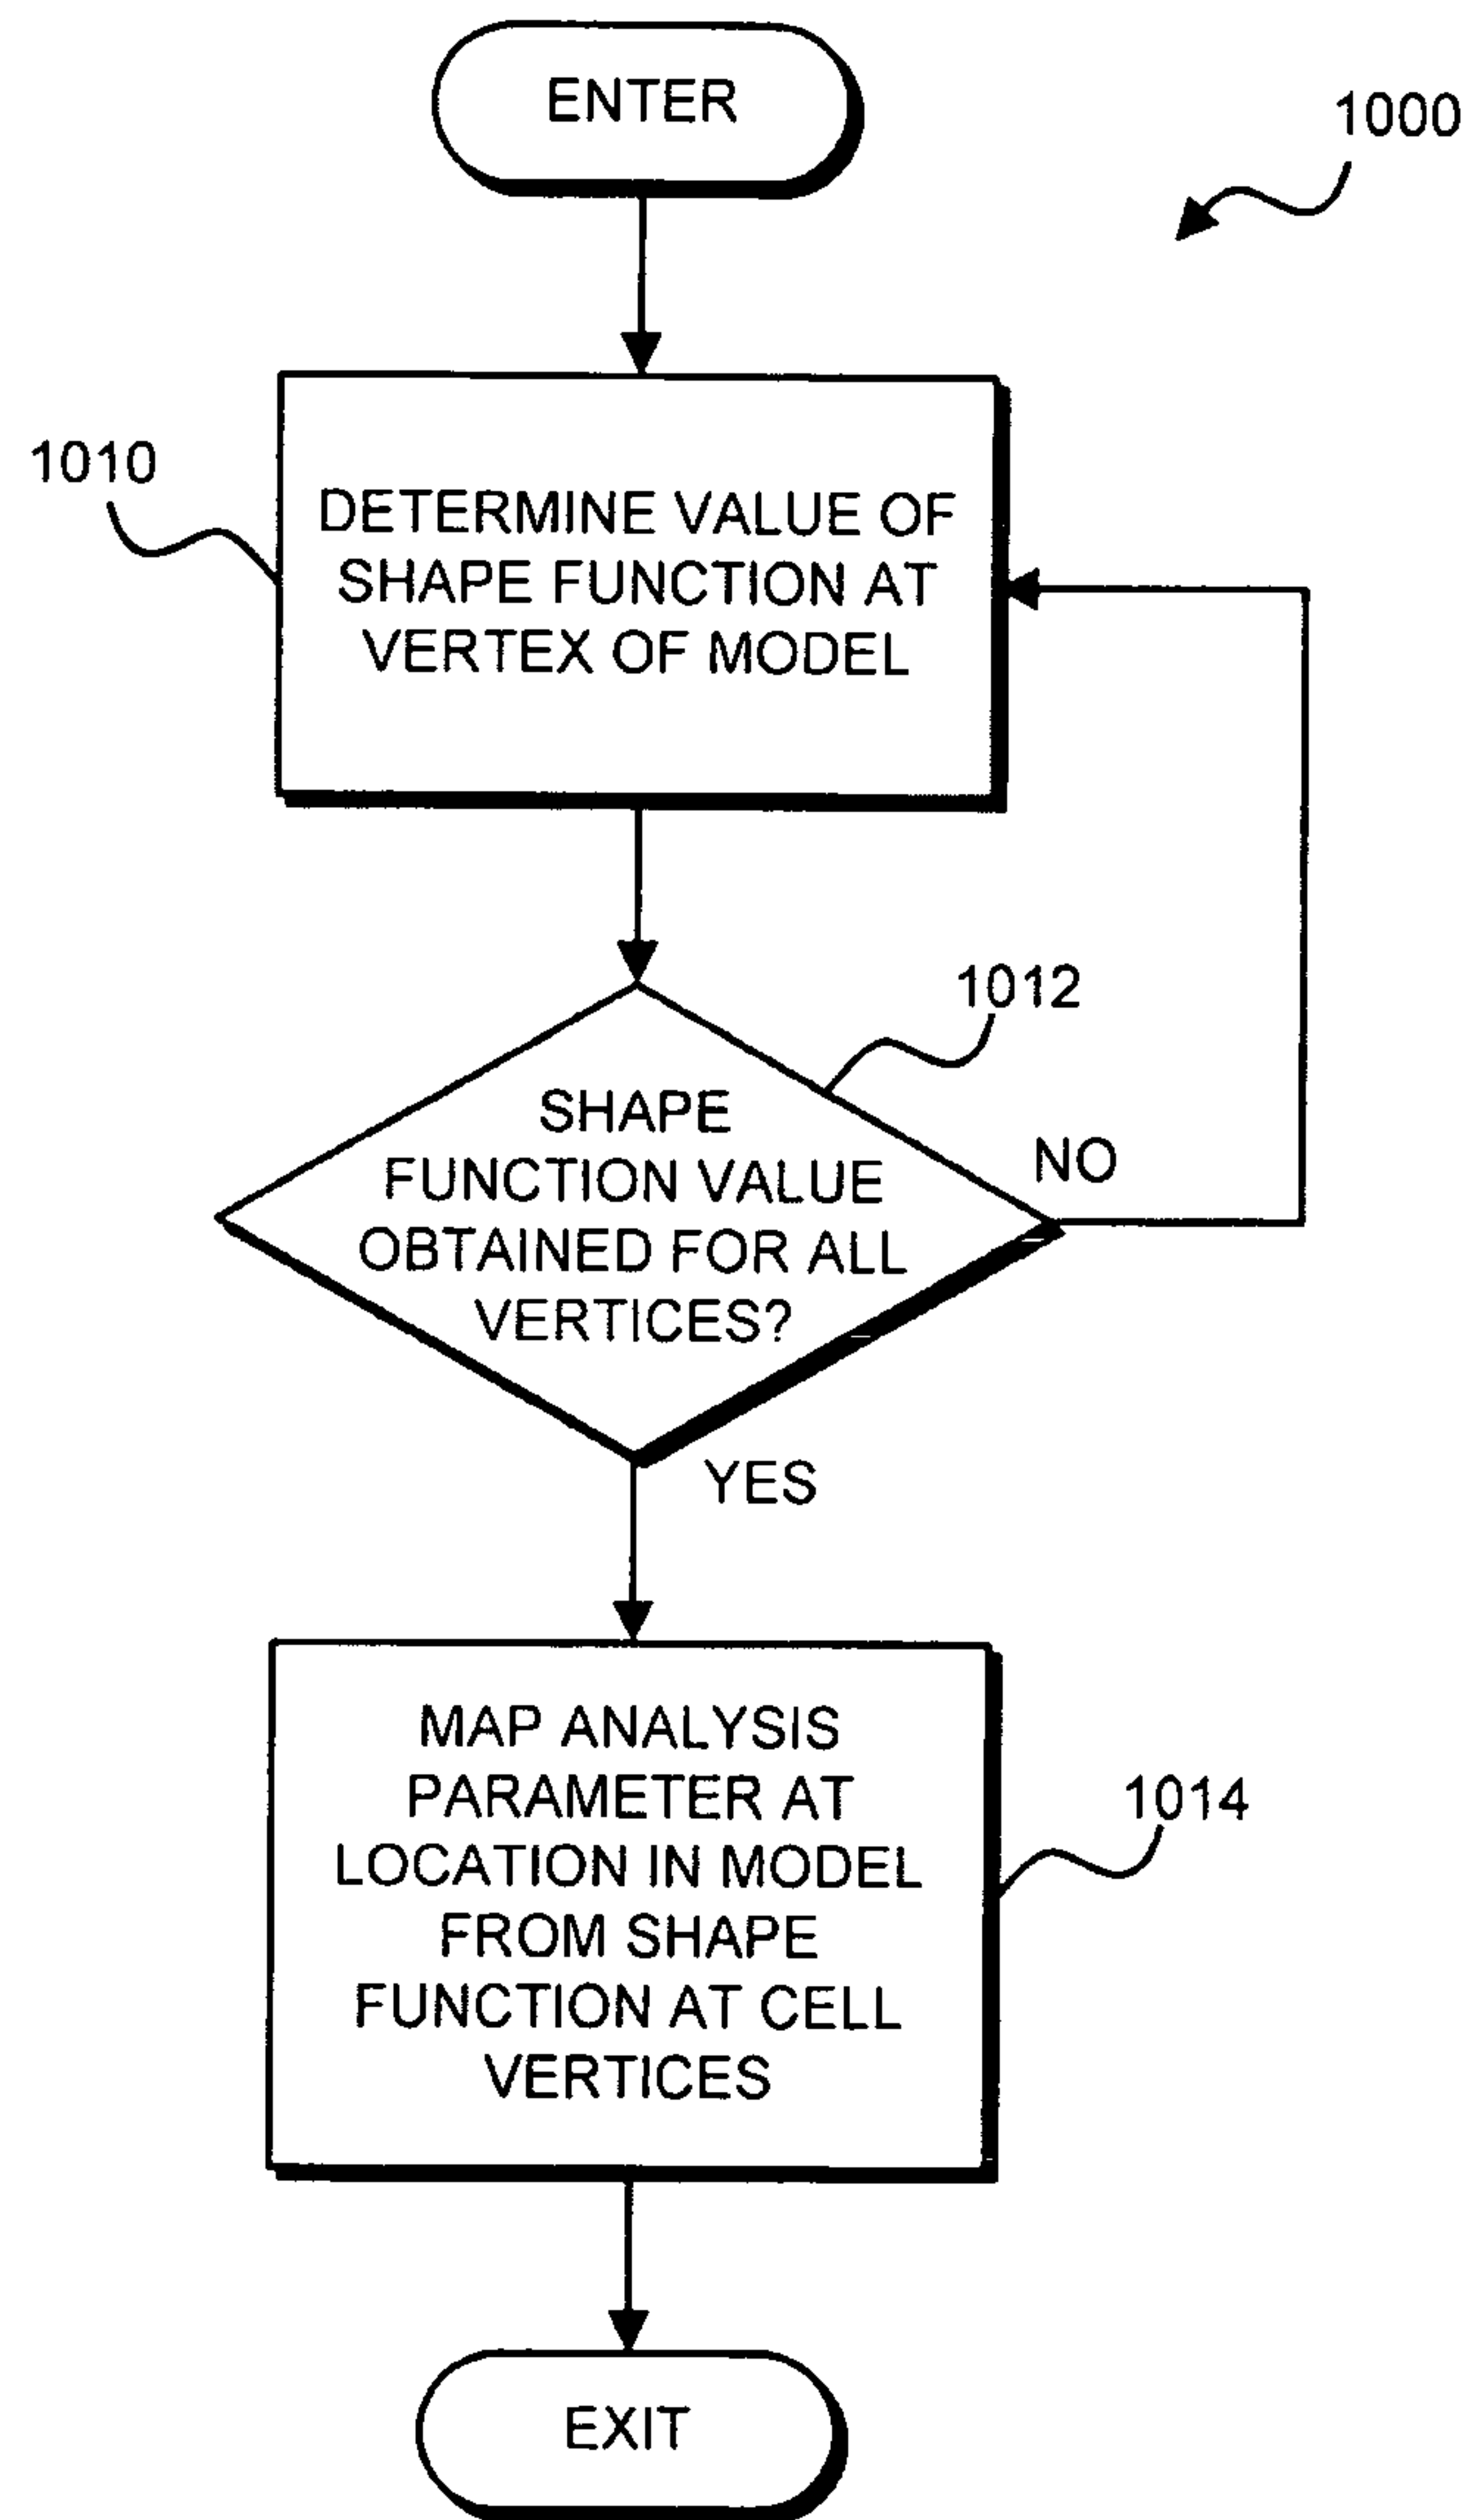 ENTER
1000
1010
DETERMINE VALUE OF
SHAPE FUNCTION AT
VERTEX OF MODEL
1012
SHAPE
FUNCTION VALUE
OBTAINED FOR ALL
VERTICES?
NO
YES
MAP ANALYSIS
PARAMETER AT
LOCATION IN MODEL
FROM SHAPE
FUNCTION AT CELL
VERTICES
1014
EXIT